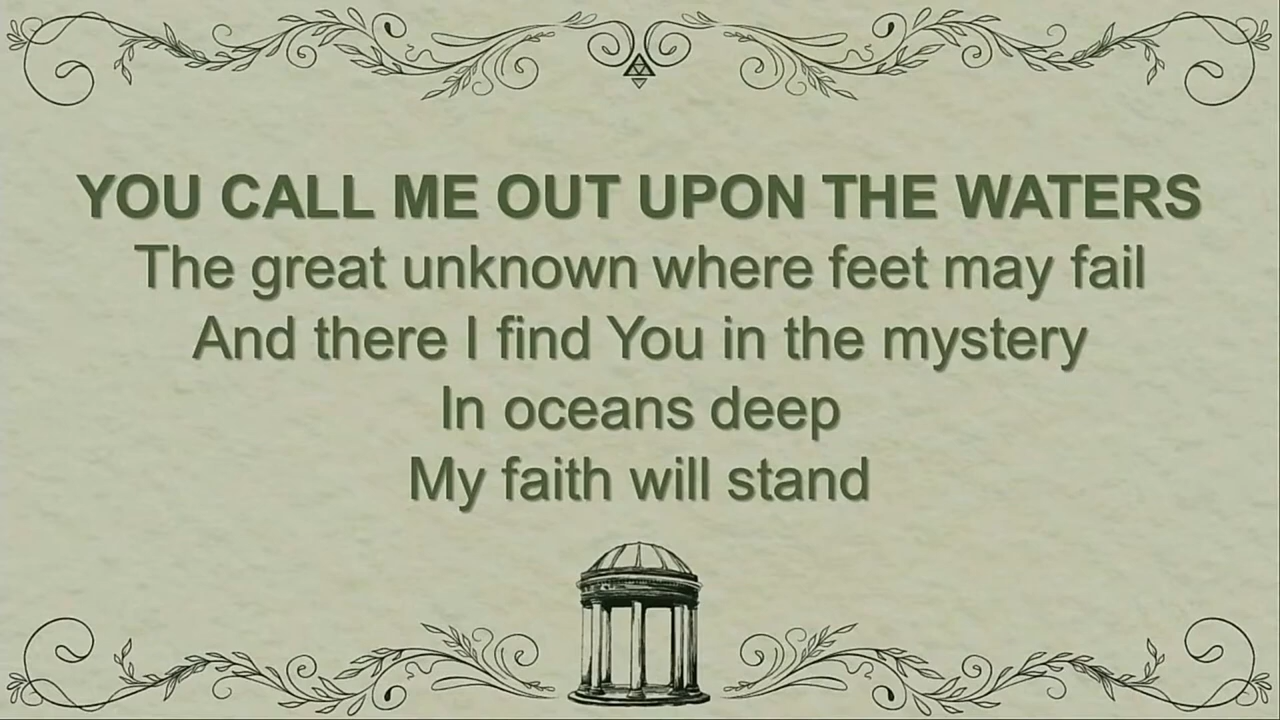 YOU CALL ME OUT UPON THE WATERS
The great unknown where feet may fail
And there I find You in the mystery
In oceans deep
My faith will stand